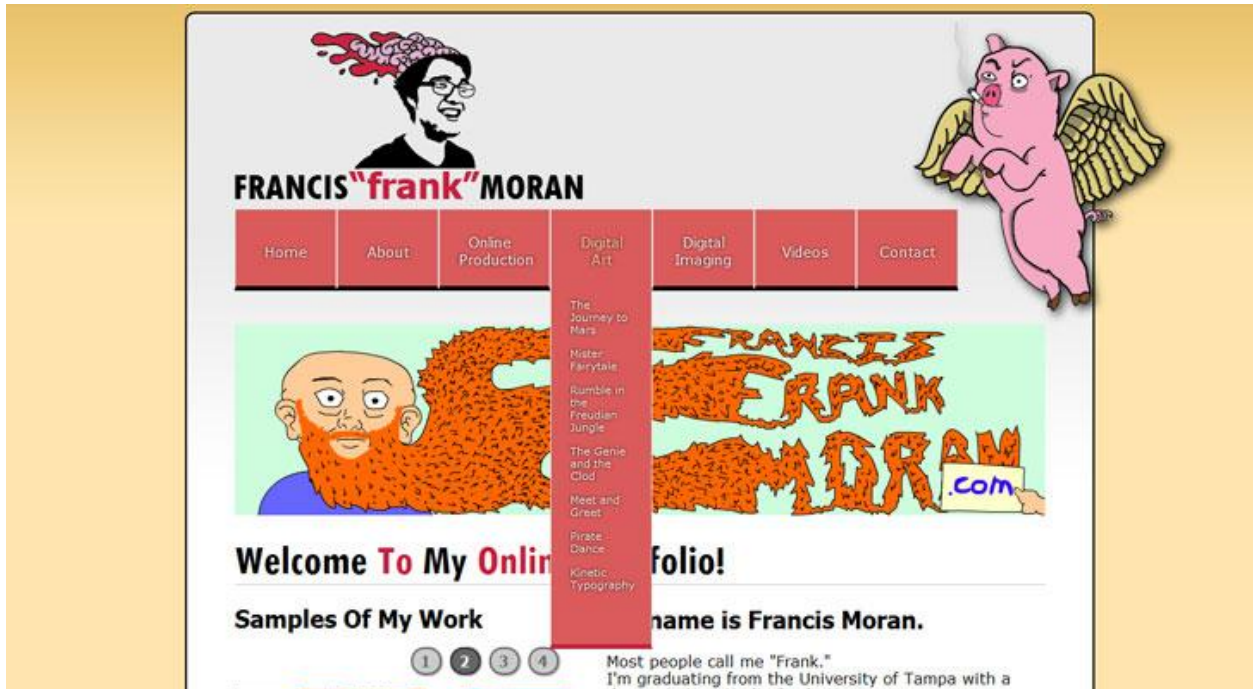 FRANCIS"frank"MORAN
Home
About
Online
Production
Digital
Art
Digital
Imaging
Videos
Contact
The
Journey to
Mars
Mister
Fairytale
Rumble in
the
Freudian
Jungle
The Genie
and the
Clod
Meet and
Greet
Pirate
Dance
Kinetic
Typography
FRANCIS
FRANK
MORAN
.com
Welcome To My Onlin folio!
Samples Of My Work
1 2 3 4
name is Francis Moran.
Most people call me "Frank."
I'm graduating from the University of Tampa with a